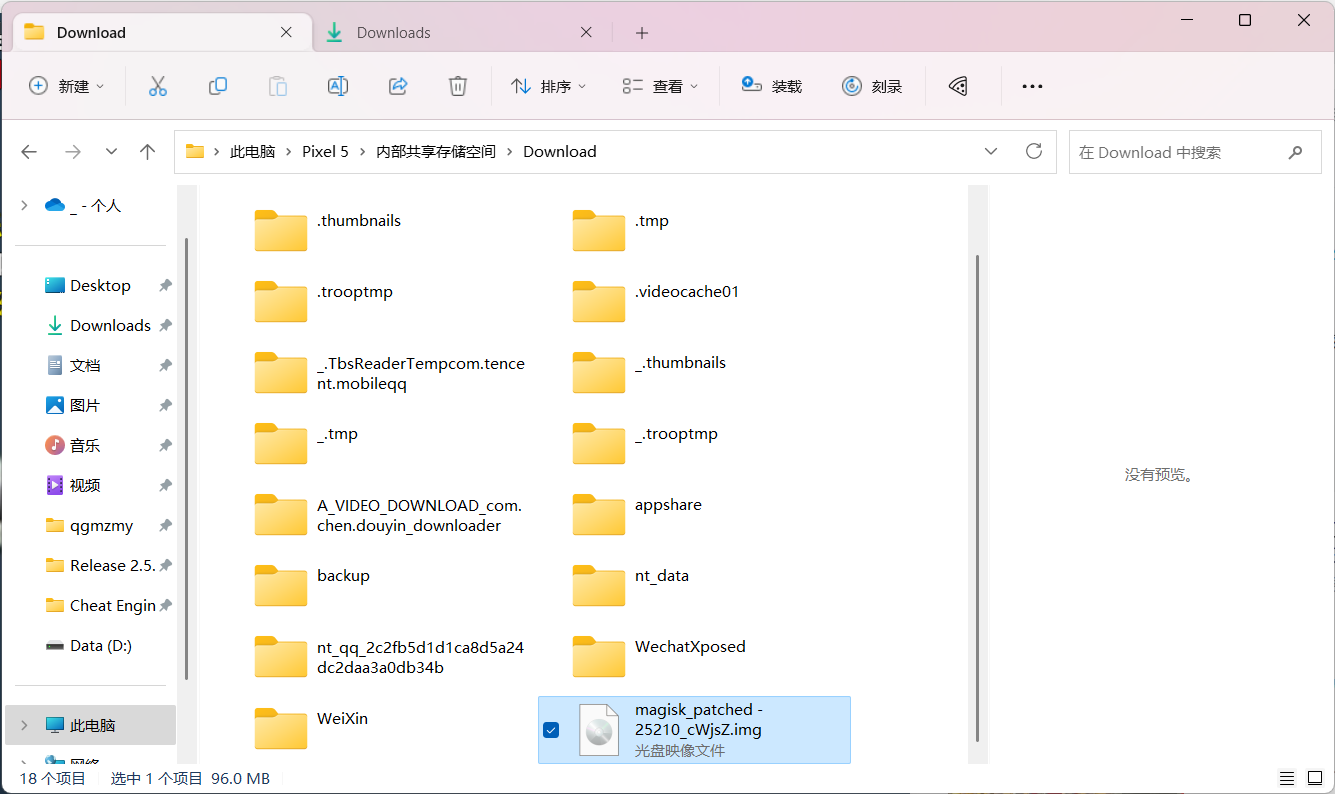 Download
Downloads
新建
排序
查看
装载
刻录
此电脑
Pixel 5
内部共享存储空间
Download
在 Download 中搜索
_ - 个人
Desktop
Downloads
文档
图片
音乐
视频
qgmzmy
Release 2.5.
Cheat Engin
Data (D:)
此电脑
网络
.thumbnails
.tmp
.trooptmp
.videocache01
_.TbsReaderTempcom.tence
nt.mobileqq
_.thumbnails
_.tmp
_.trooptmp
A_VIDEO_DOWNLOAD_com.
chen.douyin_downloader
appshare
backup
nt_data
nt_qq_2c2fb5d1d1ca8d5a24
dc2daa3a0db34b
WechatXposed
WeiXin
magisk_patched -
25210_cWjsZ.img
光盘映像文件
没有预览。
18 个项目
选中 1 个项目 96.0 MB